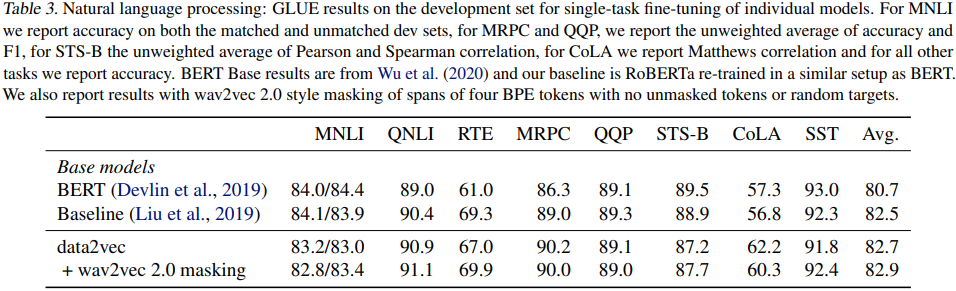 Table 3. Natural language processing: GLUE results on the development set for single-task fine-tuning of individual models. For MNLI
we report accuracy on both the matched and unmatched dev sets, for MRPC and QQP, we report the unweighted average of accuracy and
F1, for STS-B the unweighted average of Pearson and Spearman correlation, for CoLA we report Matthews correlation and for all other
tasks we report accuracy. BERT Base results are from Wu et al. (2020) and our baseline is RoBERTa re-trained in a similar setup as BERT.
We also report results with wav2vec 2.0 style masking of spans of four BPE tokens with no unmasked tokens or random targets.
MNLI QNLI RTE MRPC QQP STS-B CoLA SST Avg.
Base models
BERT (Devlin et al., 2019) 84.0/84.4 89.0 61.0 86.3 89.1 89.5 57.3 93.0 80.7
Baseline (Liu et al., 2019) 84.1/83.9 90.4 69.3 89.0 89.3 88.9 56.8 92.3 82.5
data2vec 83.2/83.0 90.9 67.0 90.2 89.1 87.2 62.2 91.8 82.7
+ wav2vec 2.0 masking 82.8/83.4 91.1 69.9 90.0 89.0 87.7 60.3 92.4 82.9